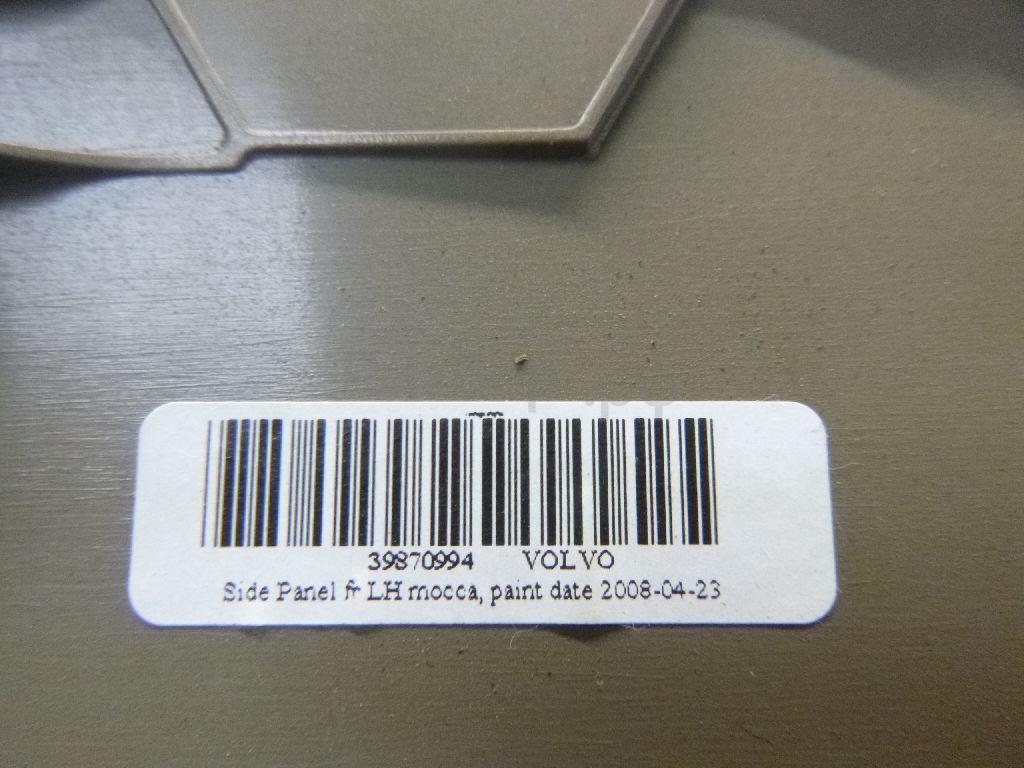 39870994 VOLVO
Side Panel fr LH mocca, paint date 2008-04-23